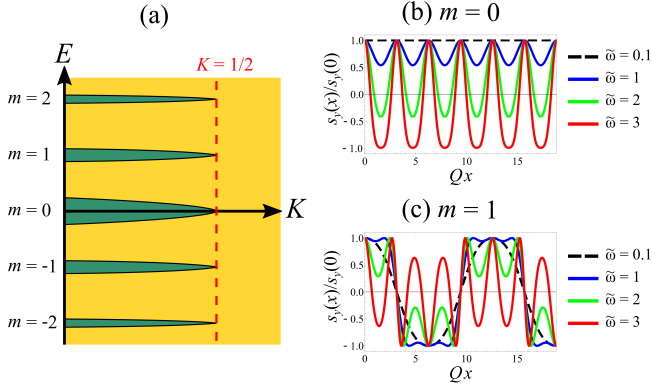 (a)
E
K = 1/2
m = 2
m = 1
m = 0
K
m = -1
m = -2
(b) m = 0
s_y(x)/s_y(0)
1.0
0.5
0.0
- 0.5
- 1.0
0 5 10 15
Qx
ω̃ = 0.1
ω̃ = 1
ω̃ = 2
ω̃ = 3
(c) m = 1
s_y(x)/s_y(0)
1.0
0.5
0.0
- 0.5
- 1.0
0 5 10 15
Qx
ω̃ = 0.1
ω̃ = 1
ω̃ = 2
ω̃ = 3